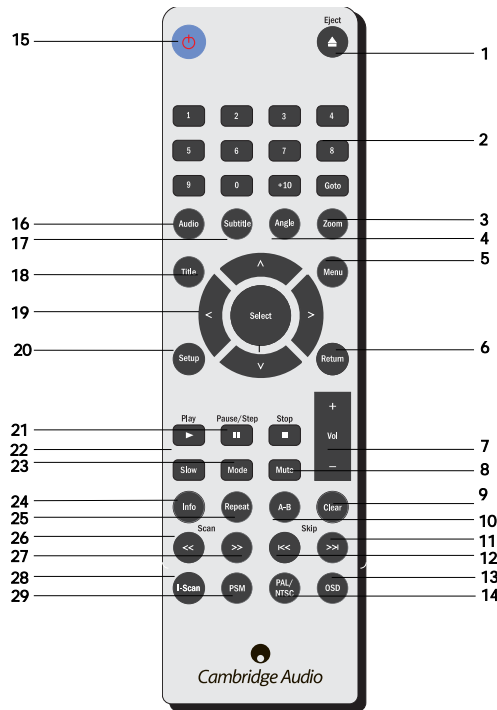 Eject
15
1
1 2 3 4
2
5 6 7 8
9 0 +10 Goto
16 Audio Subtitle Angle Zoom 3
17 4
18 Title Menu 5
19 < ^ Select > v
20 Setup Return 6
Play Pause/Step Stop +
21
22 Vol 7
23 Slow Mode Mute – 8
24 Info Repeat A-B Clear 9
25 10
Scan Skip
26 << >> I<< >>I 11
27 12
28 I-Scan PSM PAL/ OSD 13
NTSC
29 14
Cambridge Audio